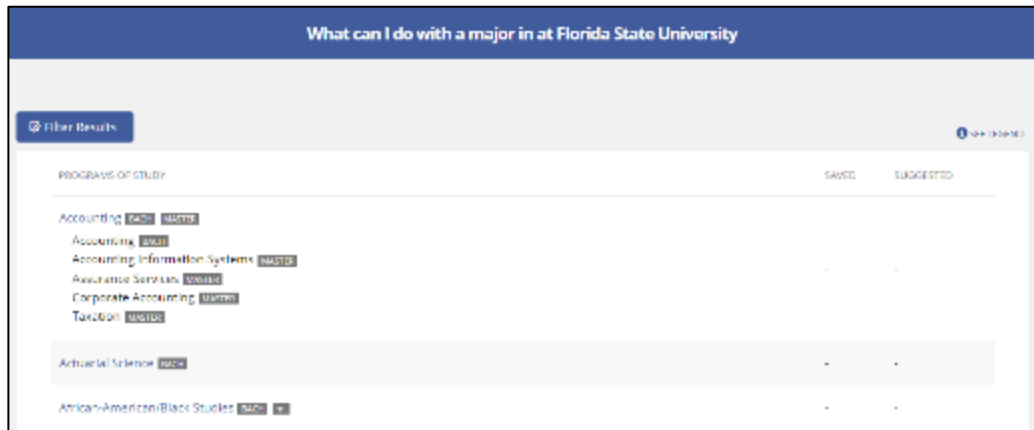 What can I do with a major in at Florida State University
Filter Results
SEE LEGEND
PROGRAMS OF STUDY SAVED SUGGESTED
Accounting BACH MASTER
Accounting BACH
Accounting Information Systems MASTER
Assurance Services MASTER
Corporate Accounting MASTER
Taxation MASTER
- -
Actuarial Science BACH - -
African-American/Black Studies BACH - -